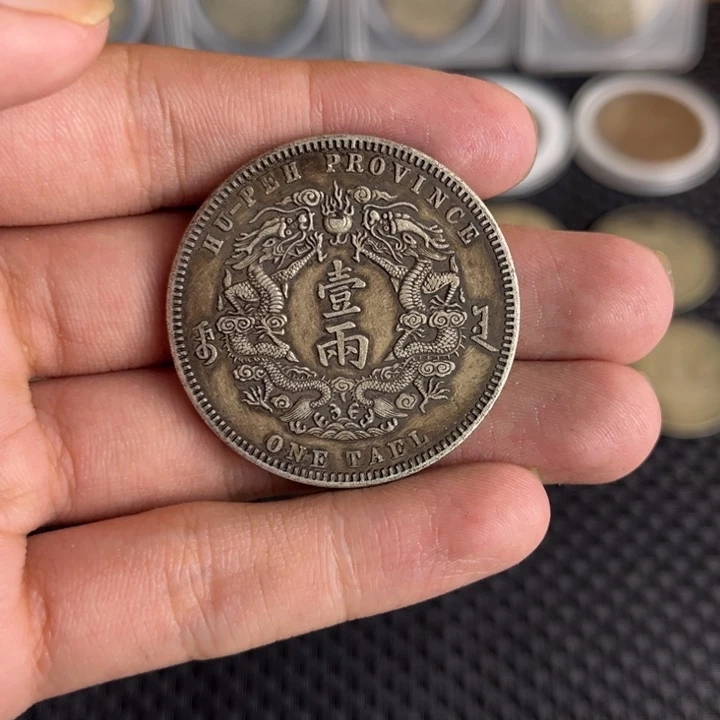 HU-PEH PROVINCE
壹
兩
ONE TAEL